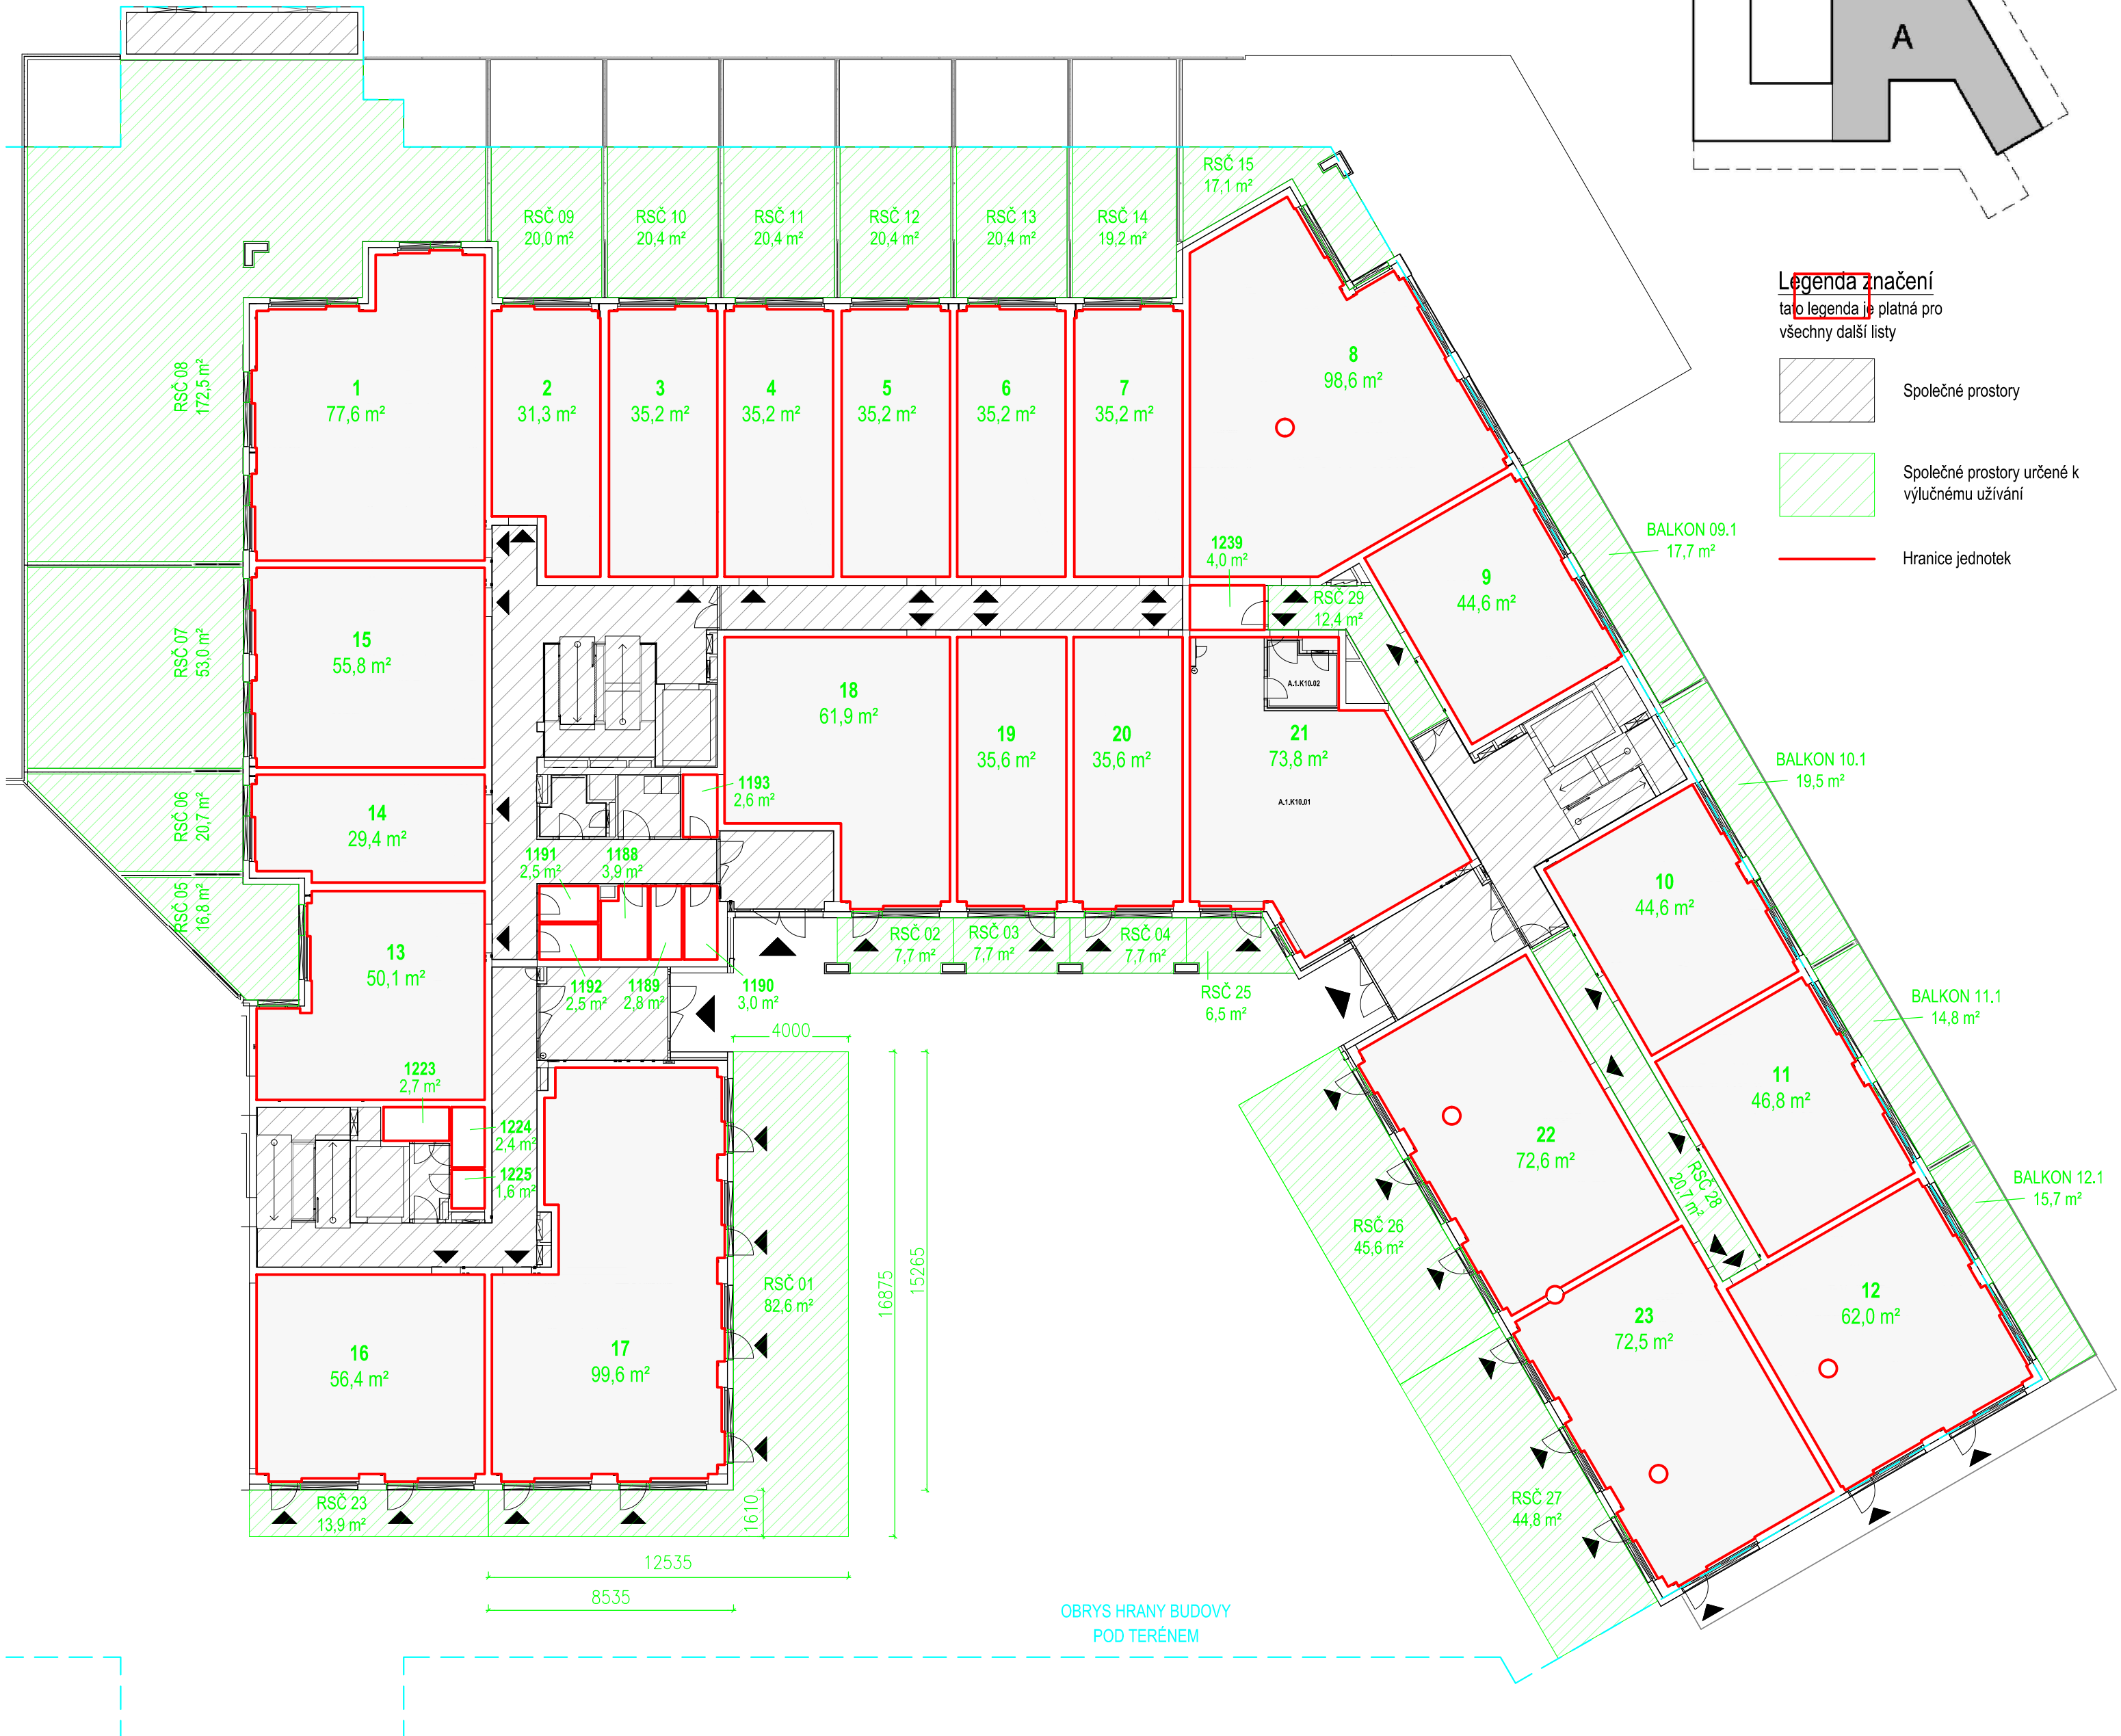 A
Legenda značení
tato legenda je platná pro
všechny další listy
Společné prostory
Společné prostory určené k
výlučnému užívání
Hranice jednotek
RSČ 15
17,1 m²
RSČ 09
20,0 m²
RSČ 10
20,4 m²
RSČ 11
20,4 m²
RSČ 12
20,4 m²
RSČ 13
20,4 m²
RSČ 14
19,2 m²
RSČ 08
172,5 m²
1
77,6 m²
2
31,3 m²
3
35,2 m²
4
35,2 m²
5
35,2 m²
6
35,2 m²
7
35,2 m²
8
98,6 m²
BALKON 09.1
17,7 m²
1239
4,0 m²
9
44,6 m²
RSČ 29
12,4 m²
RSČ 07
53,0 m²
15
55,8 m²
18
61,9 m²
19
35,6 m²
20
35,6 m²
21
73,8 m²
A.1.K10.02
A.1.K10.01
BALKON 10.1
19,5 m²
1193
2,6 m²
RSČ 06
20,7 m²
14
29,4 m²
1191
2,5 m²
1188
3,9 m²
RSČ 05
16,8 m²
10
44,6 m²
13
50,1 m²
RSČ 02
7,7 m²
RSČ 03
7,7 m²
RSČ 04
7,7 m²
1192
2,5 m²
1189
2,8 m²
1190
3,0 m²
RSČ 25
6,5 m²
BALKON 11.1
14,8 m²
4000
1223
2,7 m²
11
46,8 m²
1224
2,4 m²
22
72,6 m²
1225
1,6 m²
RSČ 28
20,7 m²
BALKON 12.1
15,7 m²
RSČ 26
45,6 m²
RSČ 01
82,6 m²
16875
15265
12
62,0 m²
23
72,5 m²
16
56,4 m²
17
99,6 m²
RSČ 23
13,9 m²
1610
RSČ 27
44,8 m²
12535
8535
OBRYS HRANY BUDOVY
POD TERÉNEM